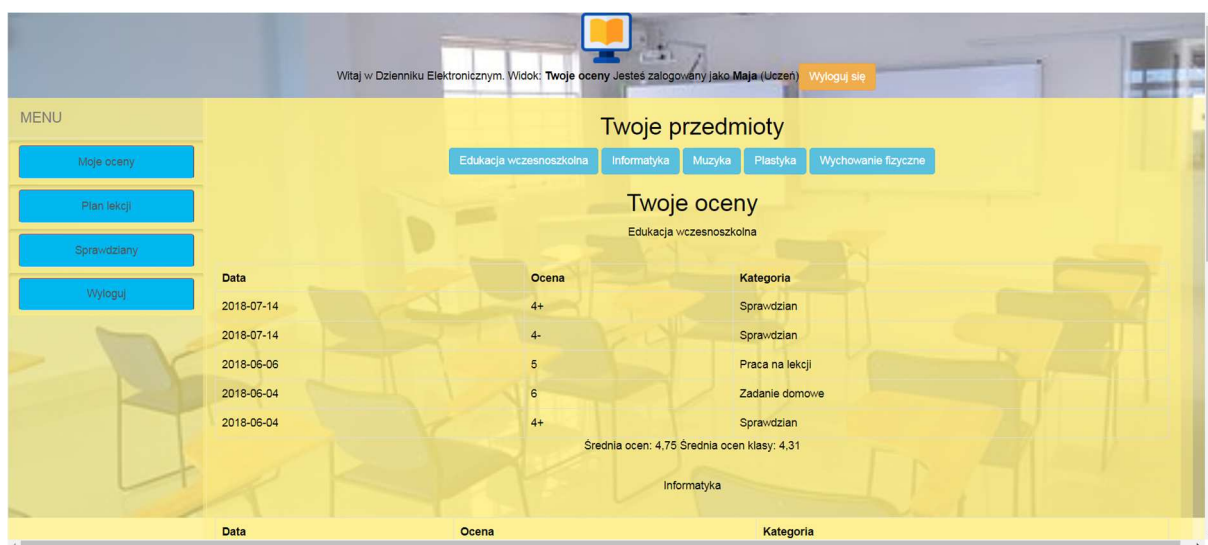 Witaj w Dzienniku Elektronicznym. Widok: Twoje oceny Jesteś zalogowany jako Maja (Uczeń) Wyloguj się
MENU
Moje oceny
Plan lekcji
Sprawdziany
Wyloguj
Twoje przedmioty
Edukacja wczesnoszkolna Informatyka Muzyka Plastyka Wychowanie fizyczne
Twoje oceny
Edukacja wczesnoszkolna
Data Ocena Kategoria
2018-07-14 4+ Sprawdzian
2018-07-14 4- Sprawdzian
2018-06-06 5 Praca na lekcji
2018-06-04 6 Zadanie domowe
2018-06-04 4+ Sprawdzian
Średnia ocen: 4,75 Średnia ocen klasy: 4,31
Informatyka
Data Ocena Kategoria